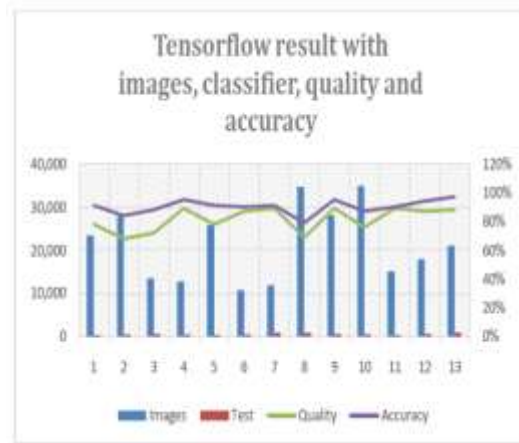 Tensorflow result with
images, classifier, quality and
accuracy
40,000
30,000
20,000
10,000
0
120%
100%
80%
60%
40%
20%
0%
1 2 3 4 5 6 7 8 9 10 11 12 13
Images Test Quality Accuracy